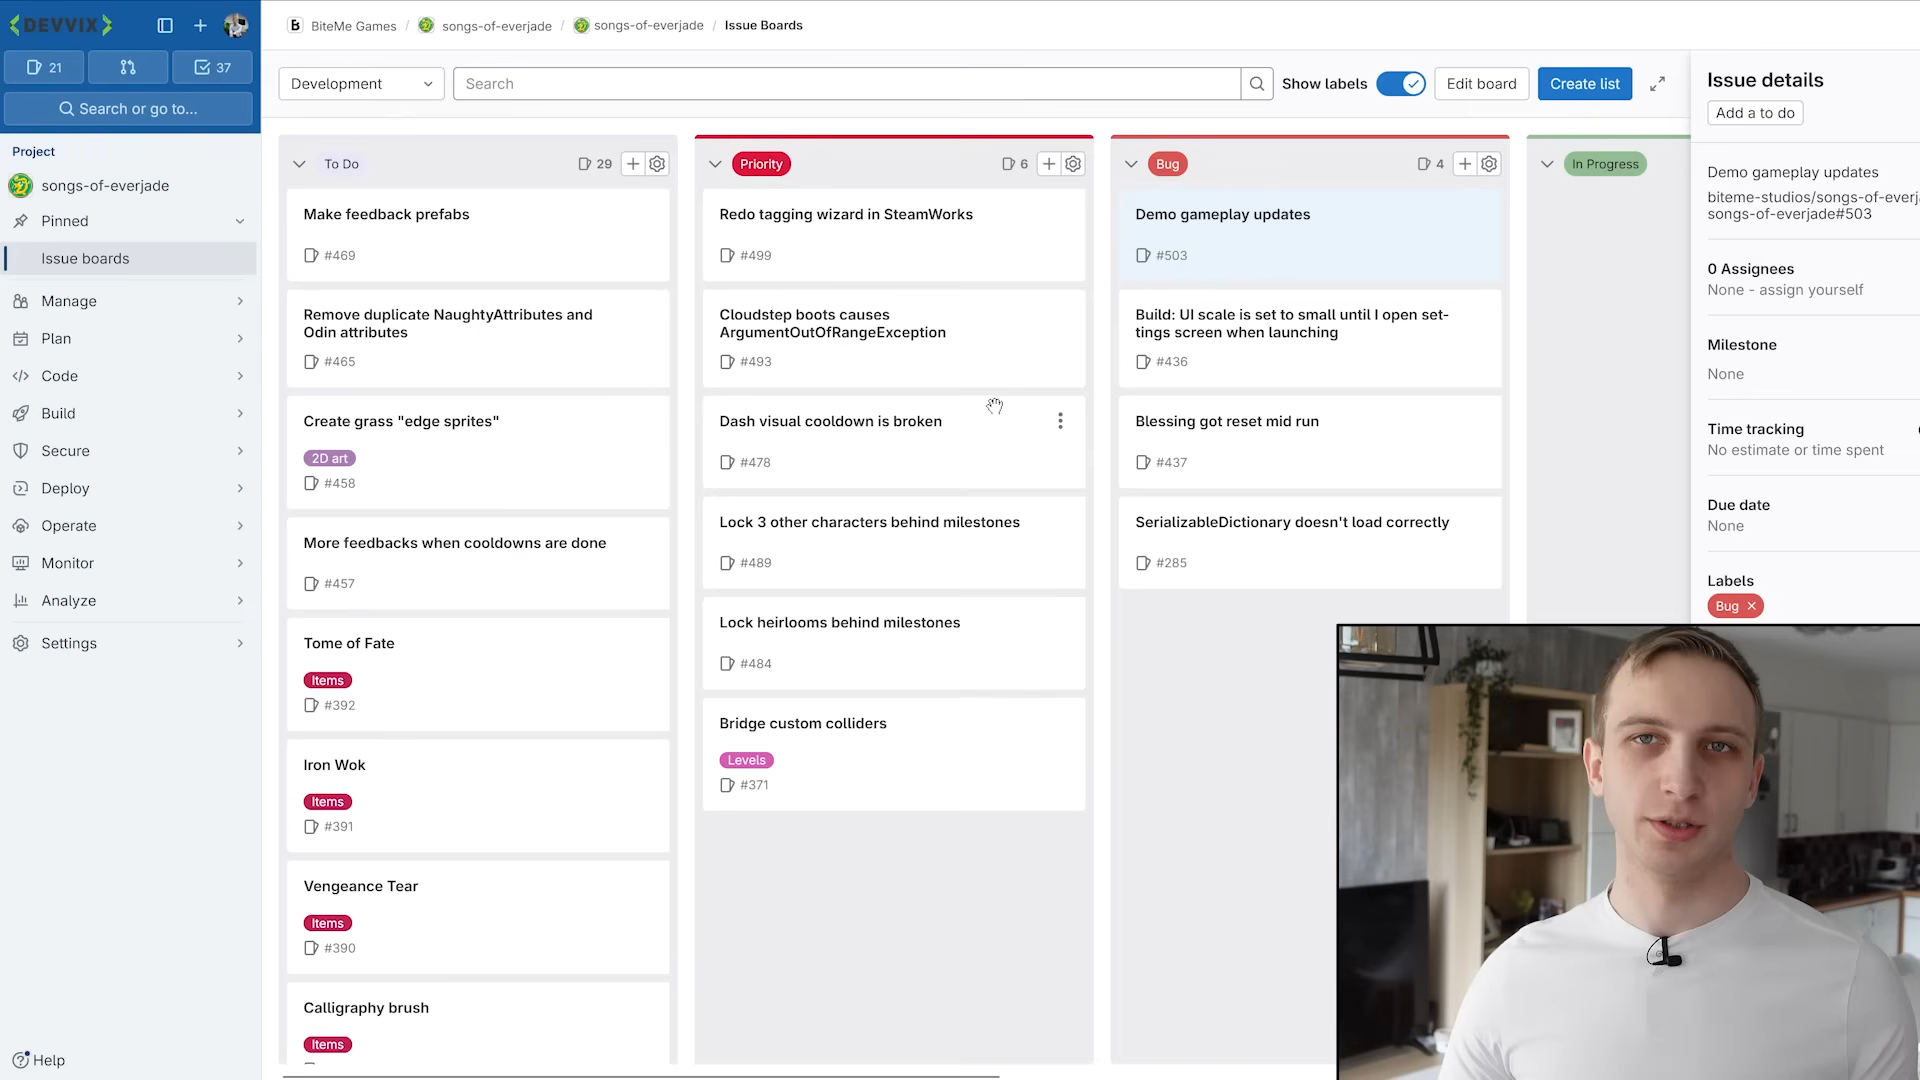 DEVVIX
21
37
Search or go to...
Project
songs-of-everjade
Pinned
Issue boards
Manage
Plan
Code
Build
Secure
Deploy
Operate
Monitor
Analyze
Settings
Help
B BiteMe Games / songs-of-everjade / songs-of-everjade / Issue Boards
Development
Search
Show labels
Edit board
Create list
To Do
29
Make feedback prefabs
#469
Remove duplicate NaughtyAttributes and
Odin attributes
#465
Create grass "edge sprites"
2D art
#458
More feedbacks when cooldowns are done
#457
Tome of Fate
Items
#392
Iron Wok
Items
#391
Vengeance Tear
Items
#390
Calligraphy brush
Items
Priority
6
Redo tagging wizard in SteamWorks
#499
Cloudstep boots causes
ArgumentOutOfRangeException
#493
Dash visual cooldown is broken
#478
Lock 3 other characters behind milestones
#489
Lock heirlooms behind milestones
#484
Bridge custom colliders
Levels
#371
Bug
4
Demo gameplay updates
#503
Build: UI scale is set to small until I open set-
tings screen when launching
#436
Blessing got reset mid run
#437
SerializableDictionary doesn't load correctly
#285
In Progress
Issue details
Add a to do
Demo gameplay updates
biteme-studios/songs-of-everj
songs-of-everjade#503
0 Assignees
None - assign yourself
Milestone
None
Time tracking
No estimate or time spent
Due date
None
Labels
Bug